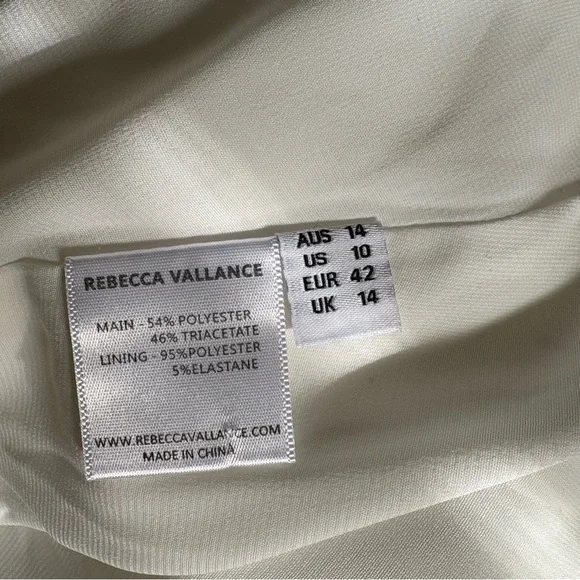 REBECCA VALLANCE
MAIN - 54% POLYESTER
46% TRIACETATE
LINING - 95%POLYESTER
5%ELASTANE
WWW.REBECCAVALLANCE.COM
MADE IN CHINA
AUS 14
US 10
EUR 42
UK 14